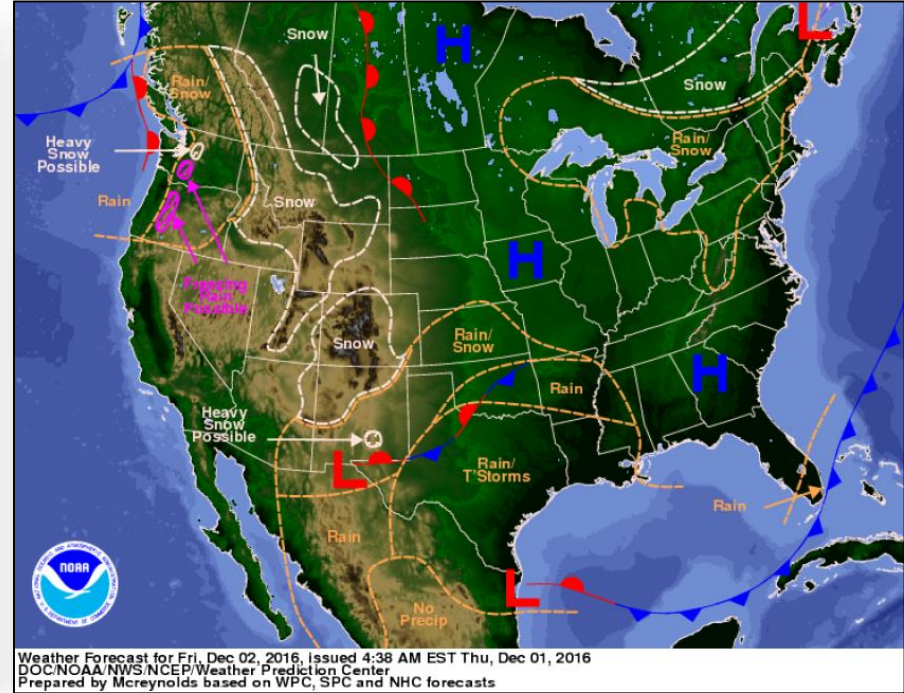 Snow
H
L
Rain/
Snow
Snow
Heavy
Snow
Possible
Rain/
Snow
Rain
Snow
Freezing
Rain
Possible
H
Rain/
Snow
Snow
H
Rain
Heavy
Snow
Possible
L
Rain/
T'Storms
Rain
Rain
L
No
Precip
NOAA
Weather Forecast for Fri, Dec 02, 2016, issued 4:38 AM EST Thu, Dec 01, 2016
DOC/NOAA/NWS/NCEP/Weather Prediction Center
Prepared by Mcreynolds based on WPC, SPC and NHC forecasts